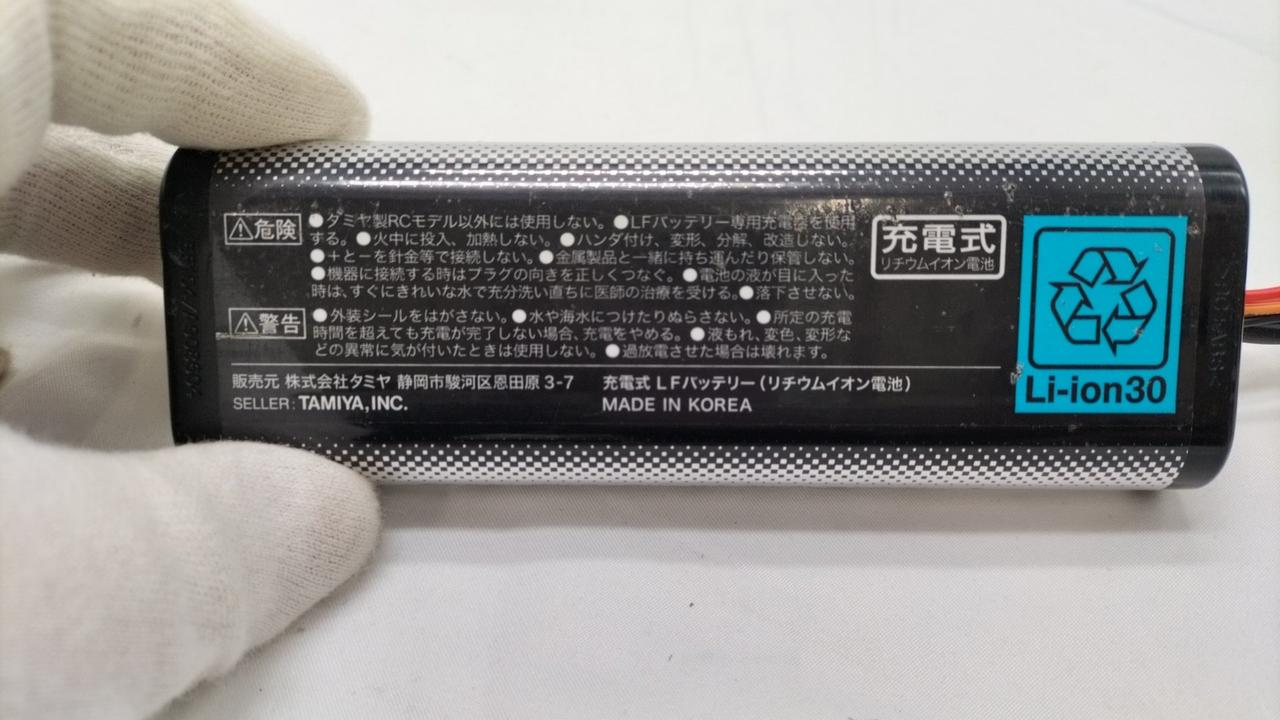 ⚠危険 ●タミヤ製RCモデル以外には使用しない。●LFバッテリー専用充電器を使用
する。●火中に投入、加熱しない。●ハンダ付け、変形、分解、改造しない。
●＋とーを針金等で接続しない。●金属製品と一緒に持ち運んだり保管しない。
●機器に接続する時はプラグの向きを正しくつなぐ。●電池の液が目に入った
時は、すぐにきれいな水で充分洗い直ちに医師の治療を受ける。●落下させない。
⚠警告 ●外装シールをはがさない。●水や海水につけたりぬらさない。●所定の充電
時間を超えても充電が完了しない場合、充電をやめる。●液もれ、変色、変形な
どの異常に気が付いたときは使用しない。●過放電させた場合は壊れます。
販売元 株式会社タミヤ 静岡市駿河区恩田原 3-7
SELLER : TAMIYA,INC.
充電式 LFバッテリー（リチウムイオン電池）
MADE IN KOREA
充電式
リチウムイオン電池
Li-ion30